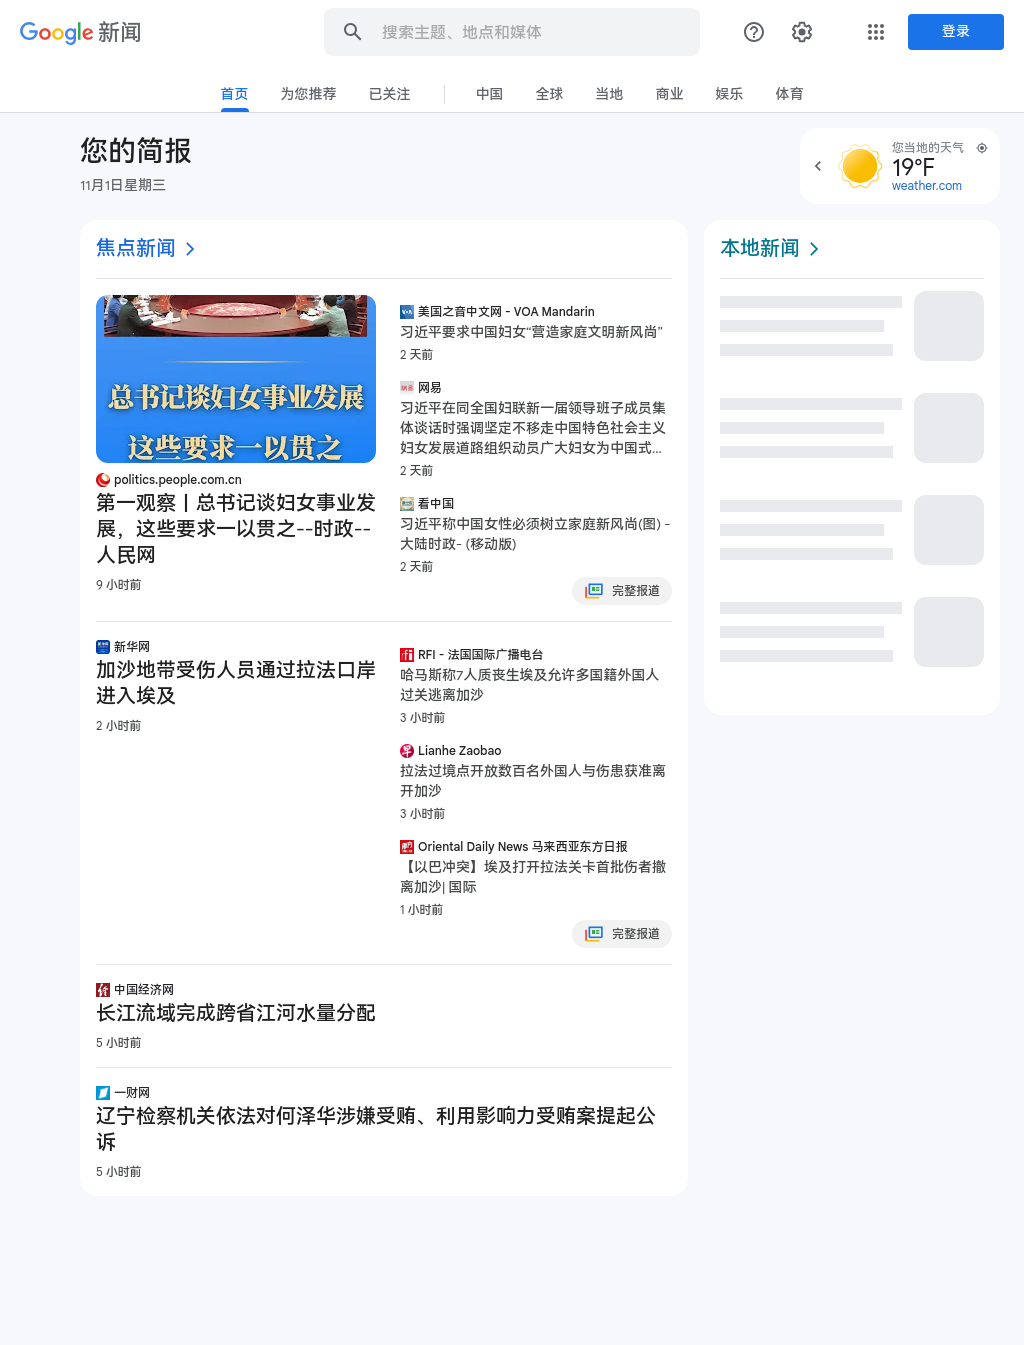 Google 新闻
搜索主题、地点和媒体
登录
首页 为您推荐 已关注 中国 全球 当地 商业 娱乐 体育
您的简报
11月1日星期三
您当地的天气
19°F
weather.com
焦点新闻
总书记谈妇女事业发展
这些要求一以贯之
politics.people.com.cn
第一观察丨总书记谈妇女事业发
展，这些要求一以贯之--时政--
人民网
9 小时前
美国之音中文网 - VOA Mandarin
习近平要求中国妇女“营造家庭文明新风尚”
2 天前
网易
习近平在同全国妇联新一届领导班子成员集
体谈话时强调坚定不移走中国特色社会主义
妇女发展道路组织动员广大妇女为中国式...
2 天前
看中国
习近平称中国女性必须树立家庭新风尚(图) -
大陆时政- (移动版)
2 天前
完整报道
新华网
加沙地带受伤人员通过拉法口岸
进入埃及
2 小时前
RFI - 法国国际广播电台
哈马斯称7人质丧生埃及允许多国籍外国人
过关逃离加沙
3 小时前
Lianhe Zaobao
拉法过境点开放数百名外国人与伤患获准离
开加沙
3 小时前
Oriental Daily News 马来西亚东方日报
【以巴冲突】埃及打开拉法关卡首批伤者撤
离加沙| 国际
1 小时前
完整报道
中国经济网
长江流域完成跨省江河水量分配
5 小时前
一财网
辽宁检察机关依法对何泽华涉嫌受贿、利用影响力受贿案提起公
诉
5 小时前
本地新闻